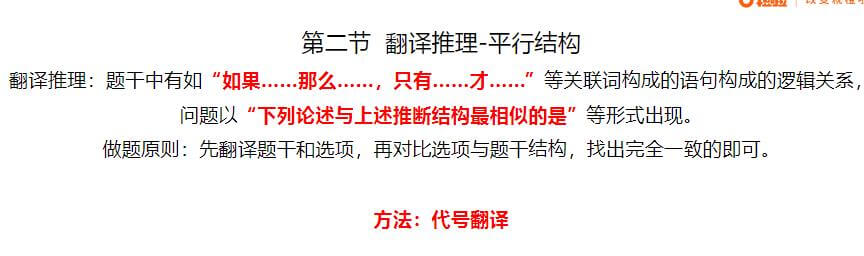 第二节 翻译推理-平行结构
翻译推理：题干中有如“如果……那么……，只有……才……”等关联词构成的语句构成的逻辑关系，
问题以“下列论述与上述推断结构最相似的是”等形式出现。
做题原则：先翻译题干和选项，再对比选项与题干结构，找出完全一致的即可。
方法：代号翻译